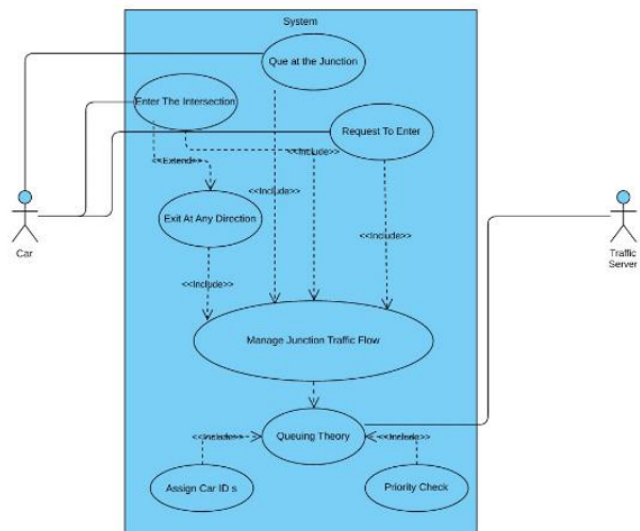 System
Que at the Junction
Enter The Intersection
Request To Enter
<<Include>>
<<Extend>>
<<Include>>
Exit At Any Direction
<<Include>>
Car
Traffic
Server
<<Include>>
Manage Junction Traffic Flow
<<Include>>
Queuing Theory
<<Include>>
Assign Car ID s
Priority Check